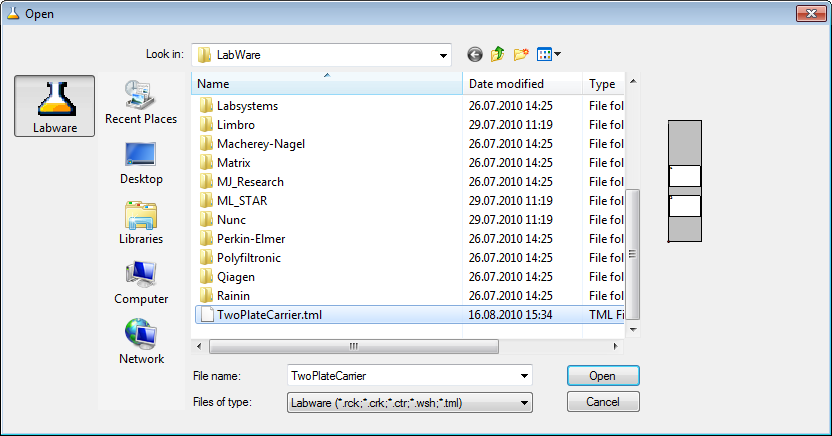 Open
Look in: LabWare
Name Date modified Type
Labware
Recent Places
Desktop
Libraries
Computer
Network
Labsystems 26.07.2010 14:25 File fol
Limbro 29.07.2010 11:19 File fol
Macherey-Nagel 26.07.2010 14:25 File fol
Matrix 26.07.2010 14:25 File fol
MJ_Research 26.07.2010 14:25 File fol
ML_STAR 29.07.2010 11:19 File fol
Nunc 29.07.2010 11:19 File fol
Perkin-Elmer 26.07.2010 14:25 File fol
Polyfiltronic 26.07.2010 14:25 File fol
Qiagen 26.07.2010 14:25 File fol
Rainin 26.07.2010 14:25 File fol
TwoPlateCarrier.tml 16.08.2010 15:34 TML Fi
File name: TwoPlateCarrier Open
Files of type: Labware (*.rck;*.crk;*.ctr;*.wsh;*.tml) Cancel